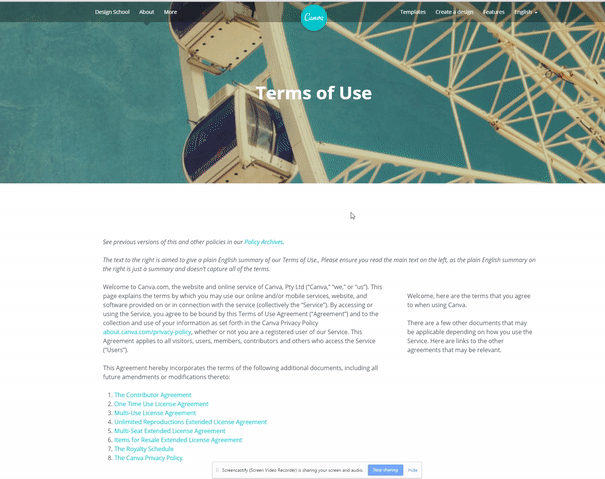 Design School About More Canva Templates Create a design Features English
Terms of Use
See previous versions of this and other policies in our Policy Archives.
The text to the right is aimed to give a plain English summary of our Terms of Use., Please ensure you read the main text on the left, as the plain English summary on
the right is just a summary and doesn't capture all of the terms.
Welcome to Canva.com, the website and online service of Canva, Pty Ltd ("Canva," "we," or "us"). This
page explains the terms by which you may use our online and/or mobile services, website, and
software provided on or in connection with the service (collectively the "Service"). By accessing or
using the Service, you agree to be bound by this Terms of Use Agreement ("Agreement") and to the
collection and use of your information as set forth in the Canva Privacy Policy
about.canva.com/privacy-policy, whether or not you are a registered user of our Service. This
Agreement applies to all visitors, users, members, contributors and others who access the Service
("Users").
This Agreement hereby incorporates the terms of the following additional documents, including all
future amendments or modifications thereto:
1. The Contributor Agreement
2. One Time Use License Agreement
3. Multi-Use License Agreement
4. Unlimited Reproductions Extended License Agreement
5. Multi-Seat Extended License Agreement
6. Items for Resale Extended License Agreement
7. The Royalty Schedule
8. The Canva Privacy Policy
Welcome, here are the terms that you agree
to when using Canva.
There are a few other documents that may
be applicable depending on how you use the
Service. Here are links to the other
agreements that may be relevant.
Screencastify (Screen Video Recorder) is sharing your screen and audio. Stop sharing Hide